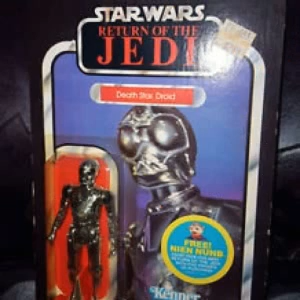 STAR WARS
RETURN OF THE
JEDI
Death Star Droid
FREE!
NIEN NUNB
Kenner